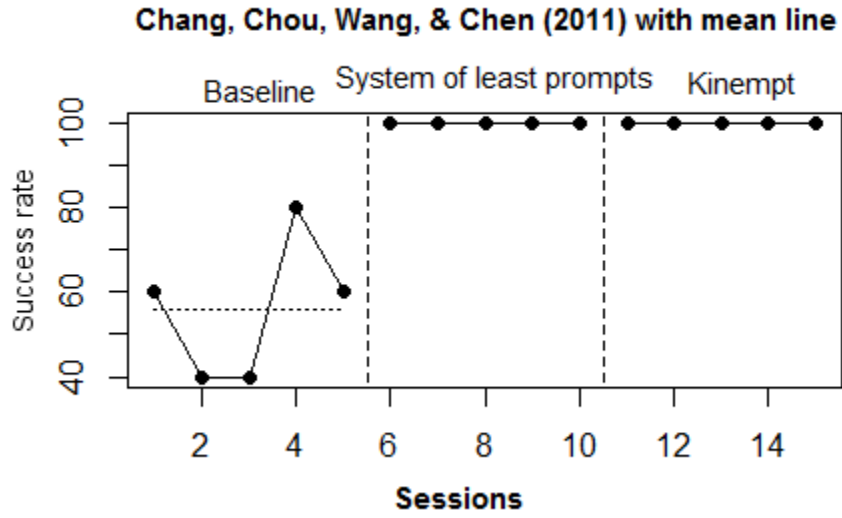 Chang, Chou, Wang, & Chen (2011) with mean line
Baseline
System of least prompts
Kinempt
Success rate
100
80
60
40
2 4 6 8 10 12 14
Sessions